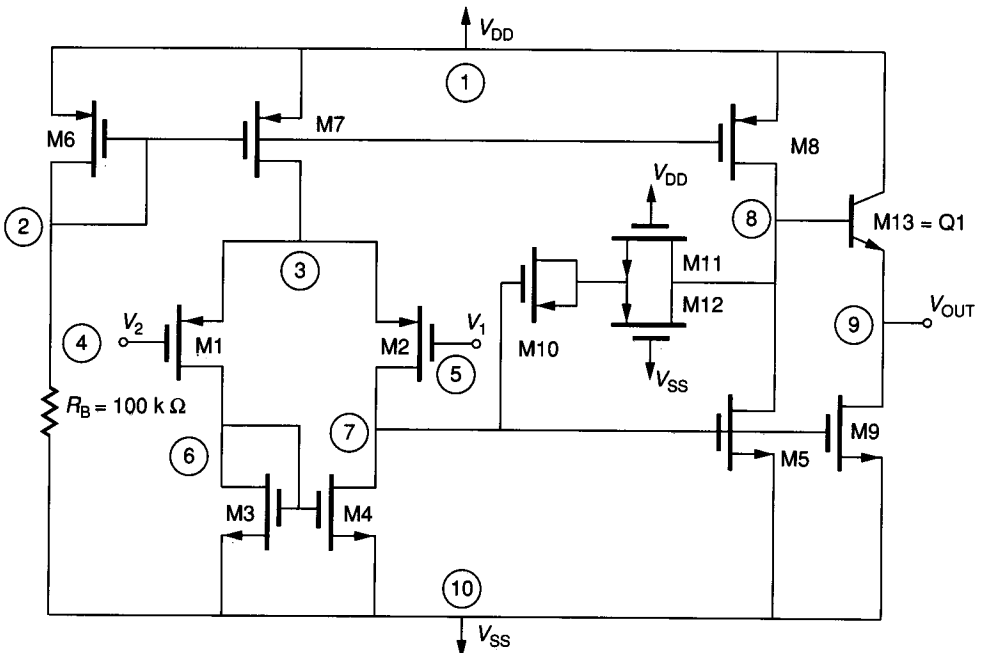 V_DD
1
M6
M7
M8
V_DD
2
8
M13 = Q1
3
M11
M12
V_2
V_1
9
V_OUT
4
M1
M2
M10
5
V_SS
R_B = 100 k Ω
7
6
M5
M9
M3
M4
10
V_SS